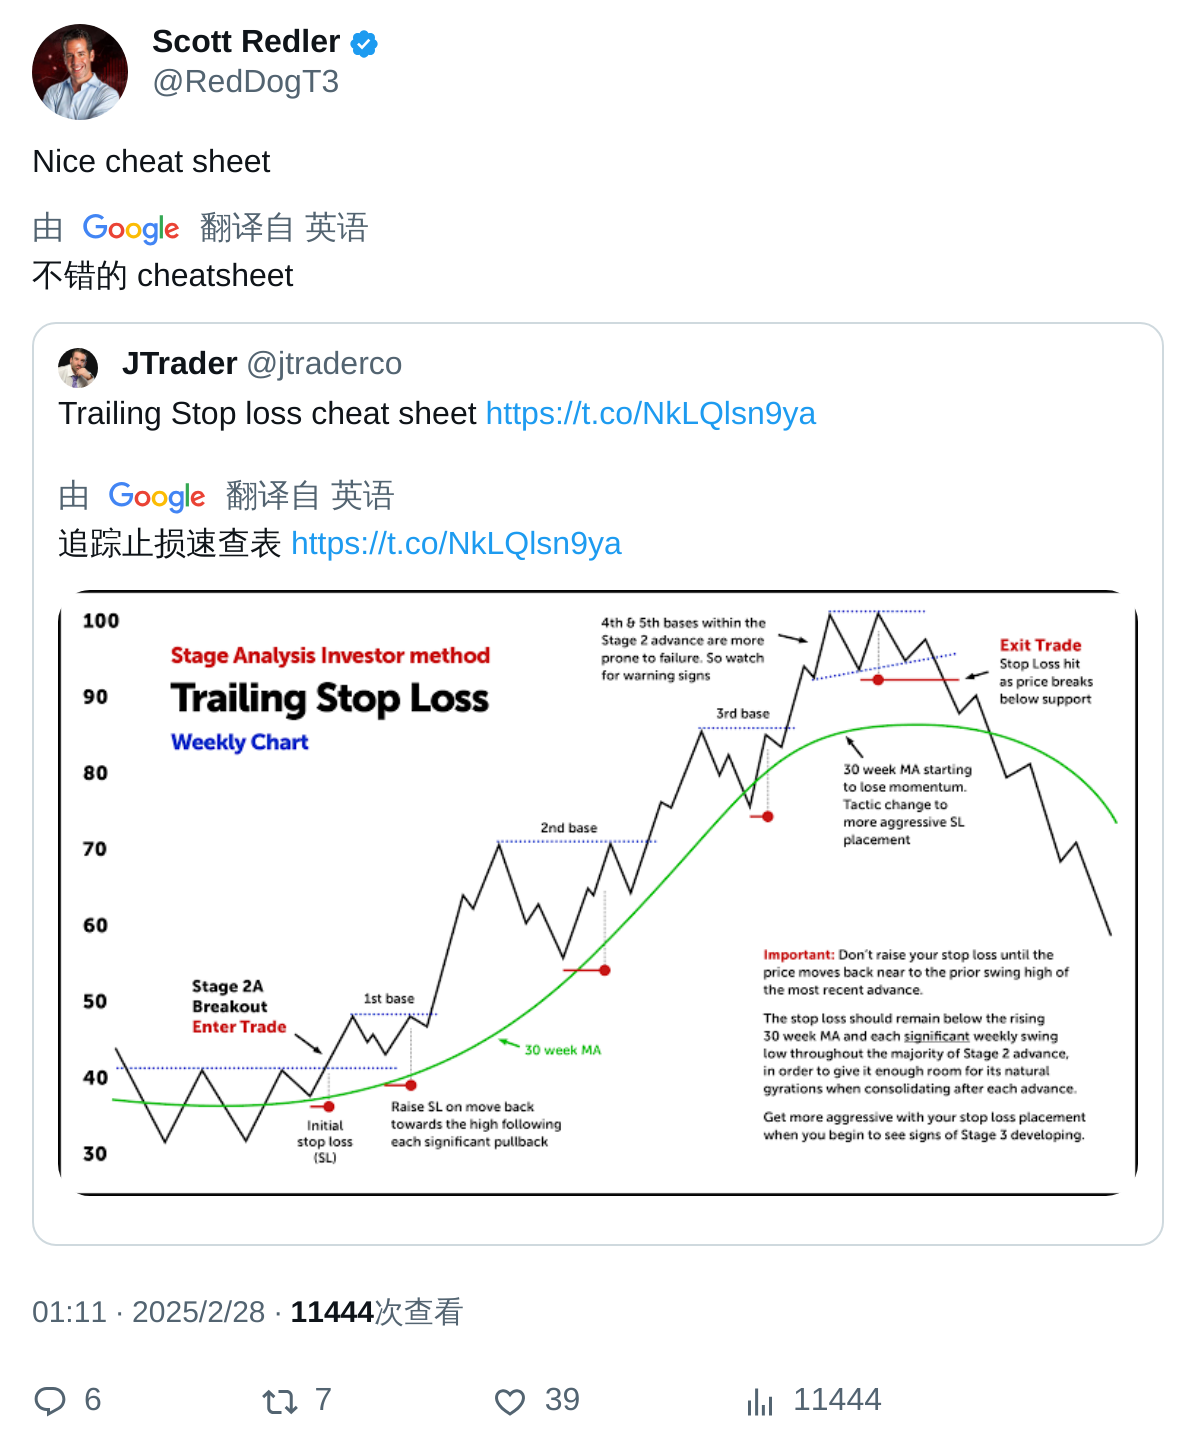 Scott Redler
@RedDogT3
Nice cheat sheet
由 Google 翻译自 英语
不错的 cheatsheet
JTrader @jtraderco
Trailing Stop loss cheat sheet https://t.co/NkLQlsn9ya
由 Google 翻译自 英语
追踪止损速查表 https://t.co/NkLQlsn9ya
100
90
80
70
60
50
40
30
Stage Analysis Investor method
Trailing Stop Loss
Weekly Chart
4th & 5th bases within the
Stage 2 advance are more
prone to failure. So watch
for warning signs
Exit Trade
Stop Loss hit
as price breaks
below support
3rd base
30 week MA starting
to lose momentum.
Tactic change to
more aggressive SL
placement
2nd base
Stage 2A
Breakout
Enter Trade
1st base
30 week MA
Initial
stop loss
(SL)
Raise SL on move back
towards the high following
each significant pullback
Important: Don't raise your stop loss until the
price moves back near to the prior swing high of
the most recent advance.
The stop loss should remain below the rising
30 week MA and each significant weekly swing
low throughout the majority of Stage 2 advance,
in order to give it enough room for its natural
gyrations when consolidating after each advance.
Get more aggressive with your stop loss placement
when you begin to see signs of Stage 3 developing.
01:11 · 2025/2/28 · 11444次查看
6 7 39 11444